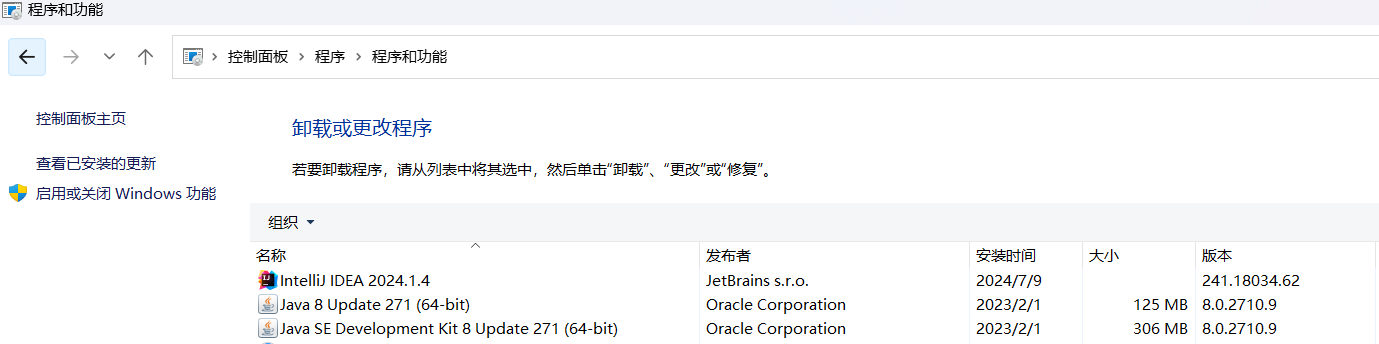 程序和功能
控制面板 程序 程序和功能
控制面板主页
卸载或更改程序
查看已安装的更新
若要卸载程序，请从列表中将其选中，然后单击“卸载”、“更改”或“修复”。
启用或关闭 Windows 功能
组织
名称 发布者 安装时间 大小 版本
IntelliJ IDEA 2024.1.4 JetBrains s.r.o. 2024/7/9 241.18034.62
Java 8 Update 271 (64-bit) Oracle Corporation 2023/2/1 125 MB 8.0.2710.9
Java SE Development Kit 8 Update 271 (64-bit) Oracle Corporation 2023/2/1 306 MB 8.0.2710.9